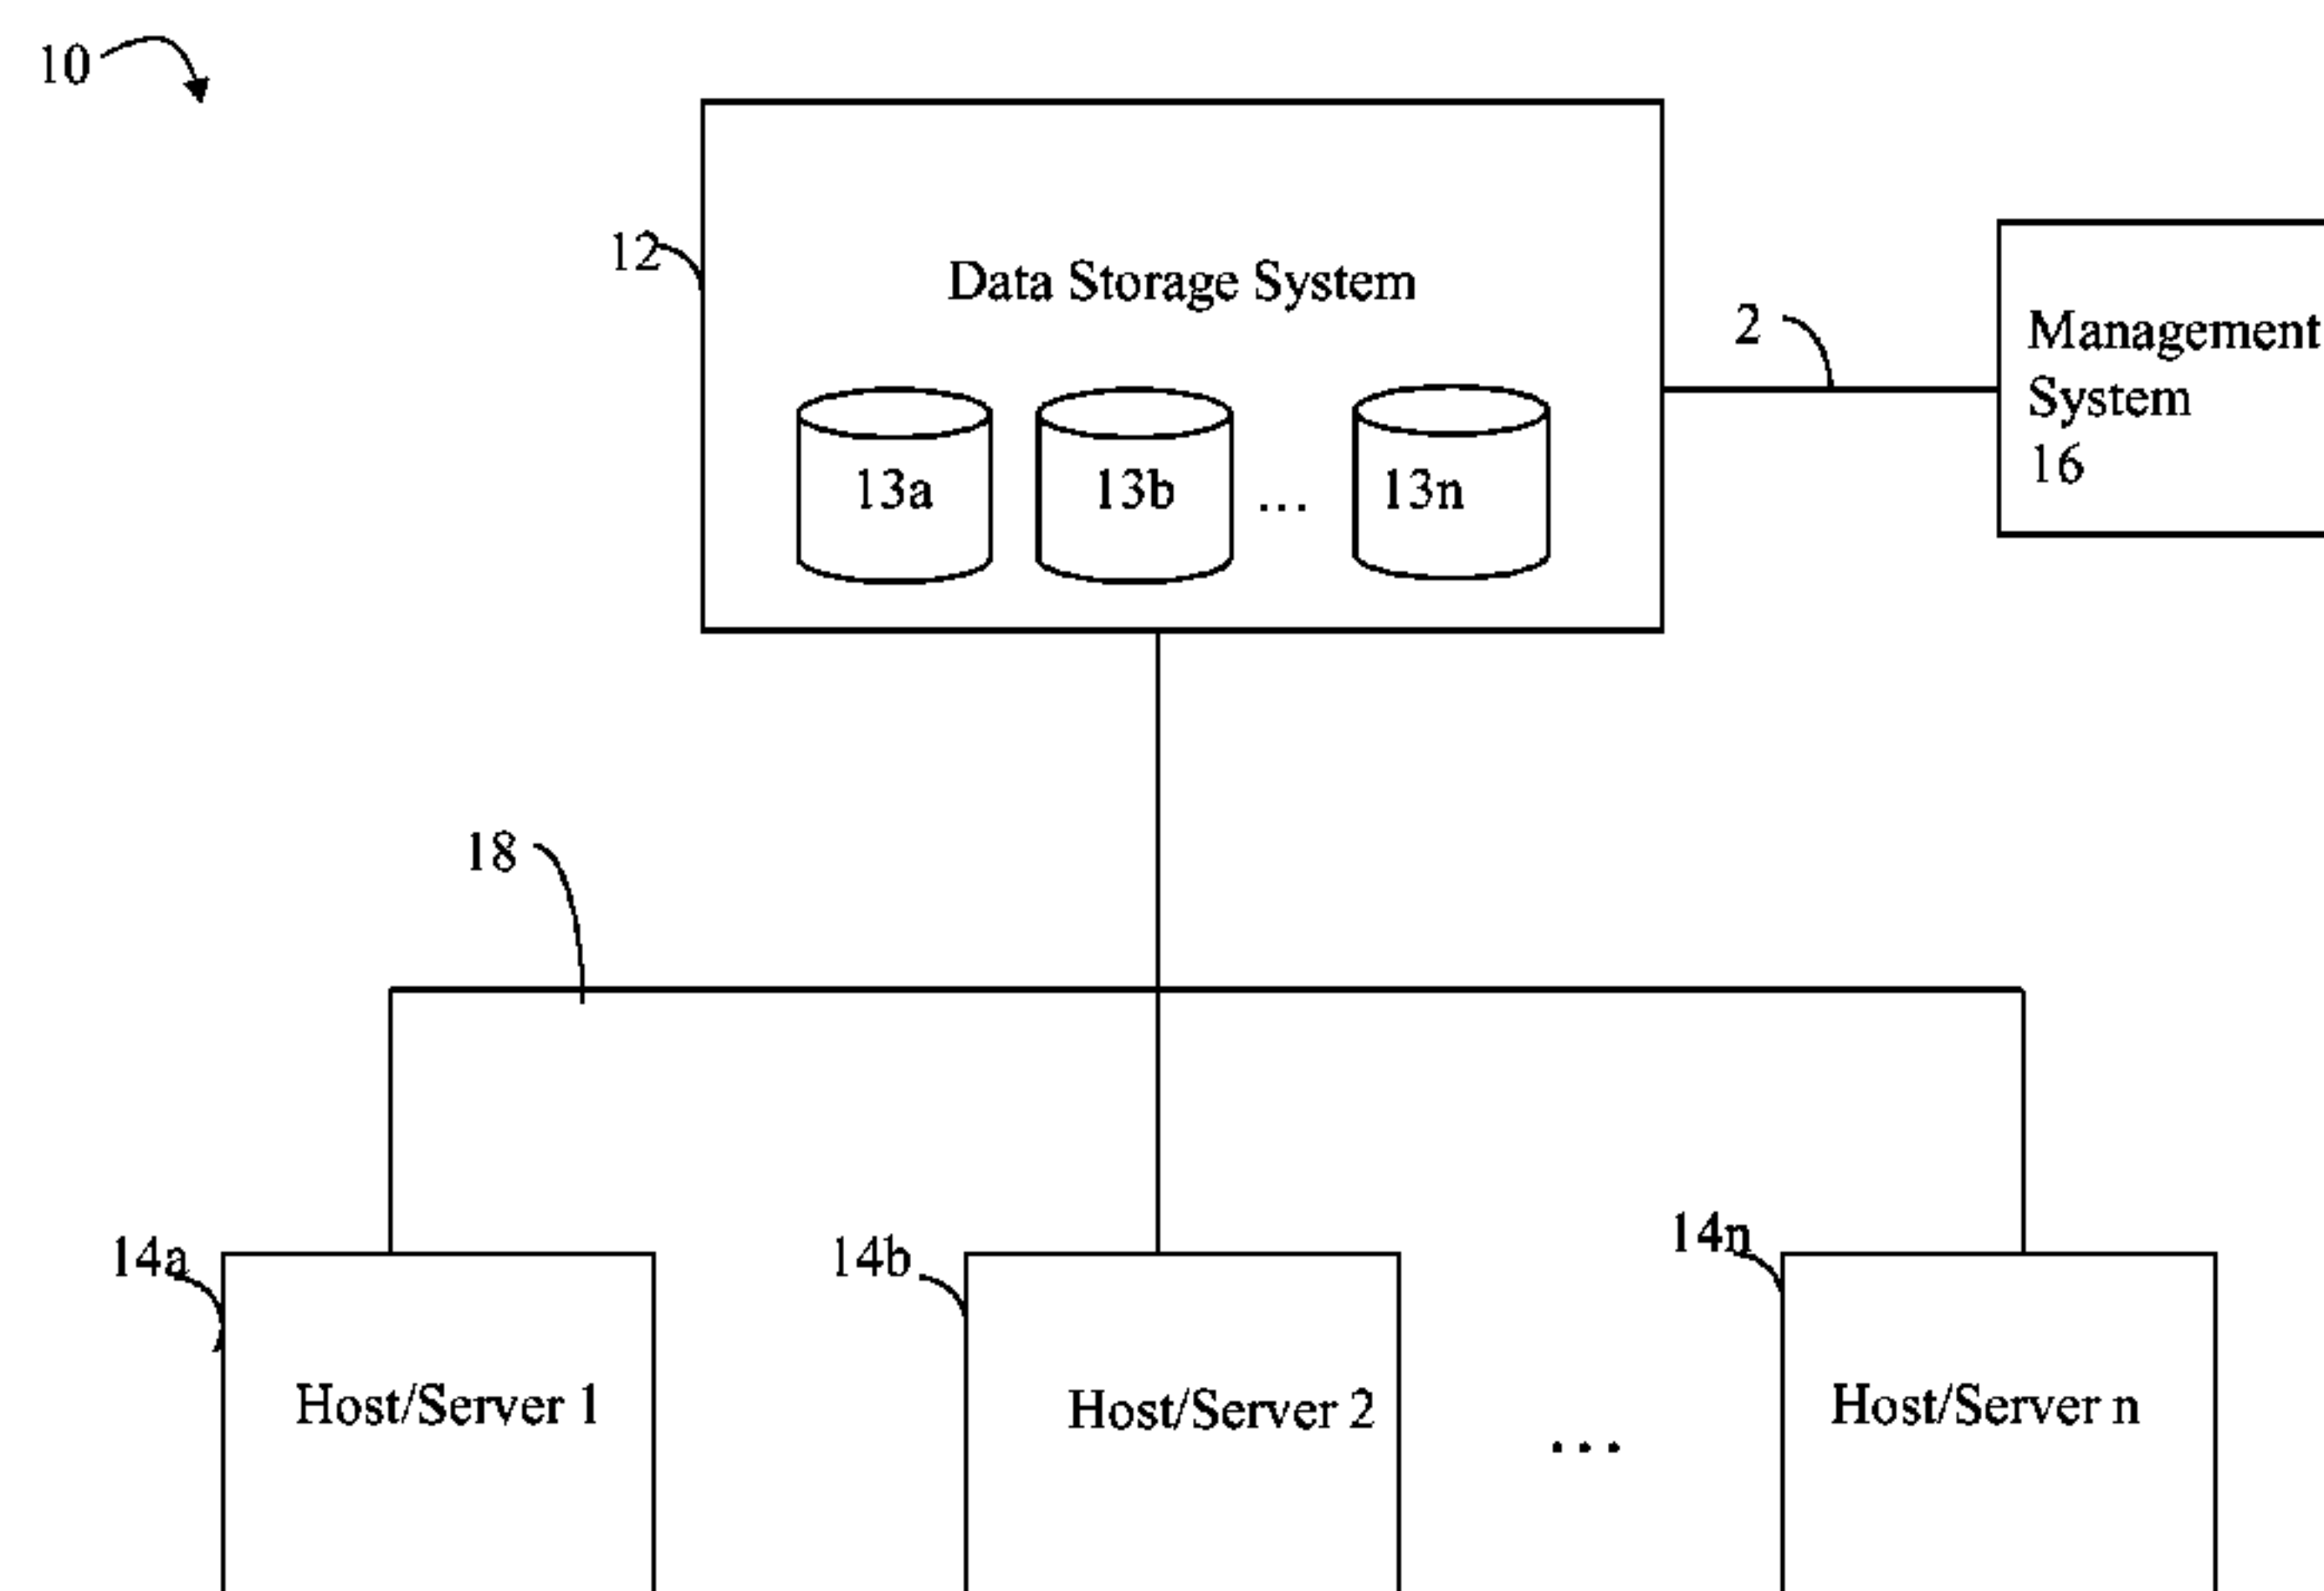 10
12
Data Storage System
2
Management
System
16
13a
13b
...
13n
18
14a
14b
14n
Host/Server 1
Host/Server 2
...
Host/Server n